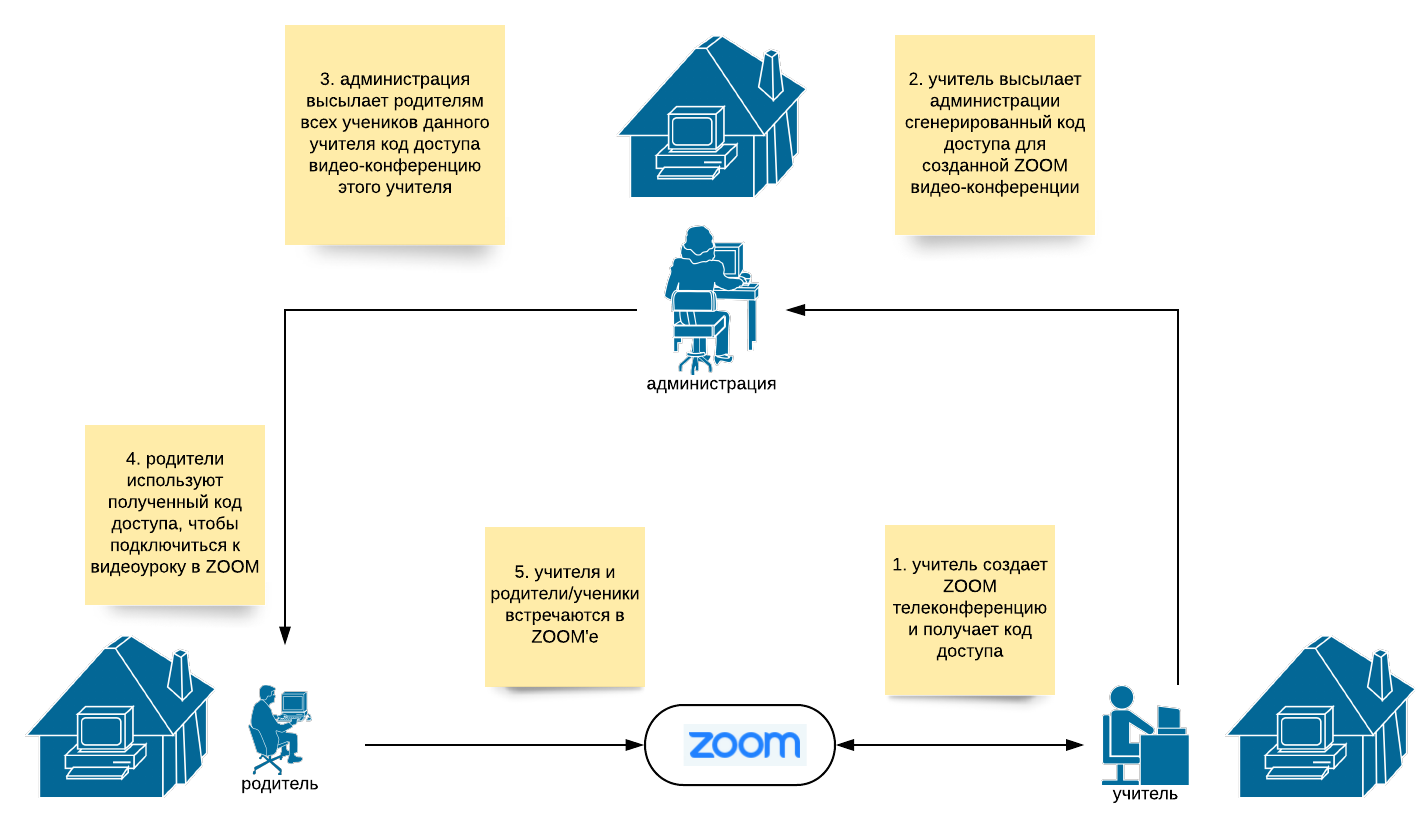 3. администрация
высылает родителям
всех учеников данного
учителя код доступа
видео-конференцию
этого учителя
2. учитель высылает
администрации
сгенерированный код
доступа для
созданной ZOOM
видео-конференции
администрация
4. родители
используют
полученный код
доступа, чтобы
подключиться к
видеоуроку в ZOOM
5. учителя и
родители/ученики
встречаются в
ZOOM'е
1. учитель создает
ZOOM
телеконференцию
и получает код
доступа
zoom
родитель
учитель